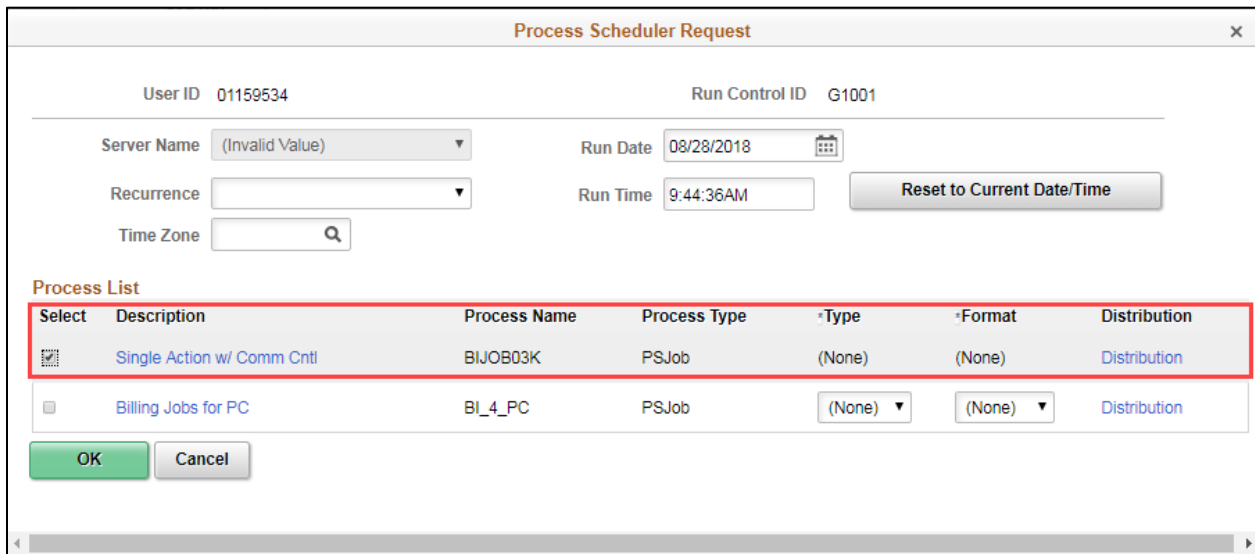 Process Scheduler Request ×
User ID 01159534 Run Control ID G1001
Server Name (Invalid Value) Run Date 08/28/2018
Recurrence Run Time 9:44:36AM Reset to Current Date/Time
Time Zone
Process List
Select Description Process Name Process Type *Type *Format Distribution
Single Action w/ Comm Cntl BIJOB03K PSJob (None) (None) Distribution
Billing Jobs for PC BI_4_PC PSJob (None) (None) Distribution
OK Cancel